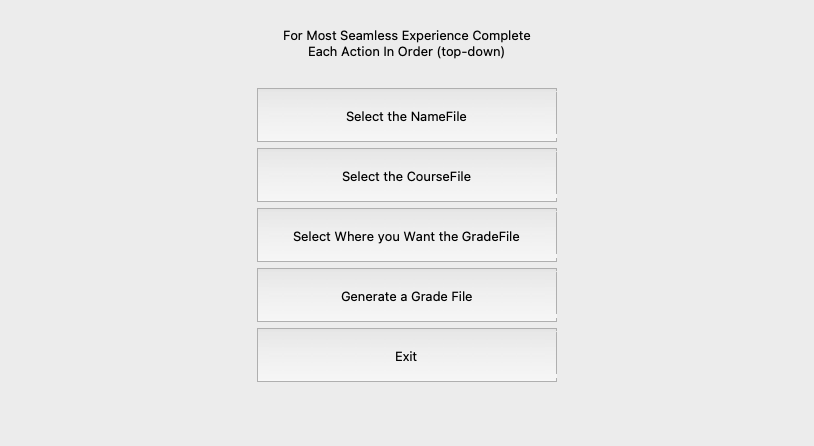 For Most Seamless Experience Complete
Each Action In Order (top-down)
Select the NameFile
Select the CourseFile
Select Where you Want the GradeFile
Generate a Grade File
Exit